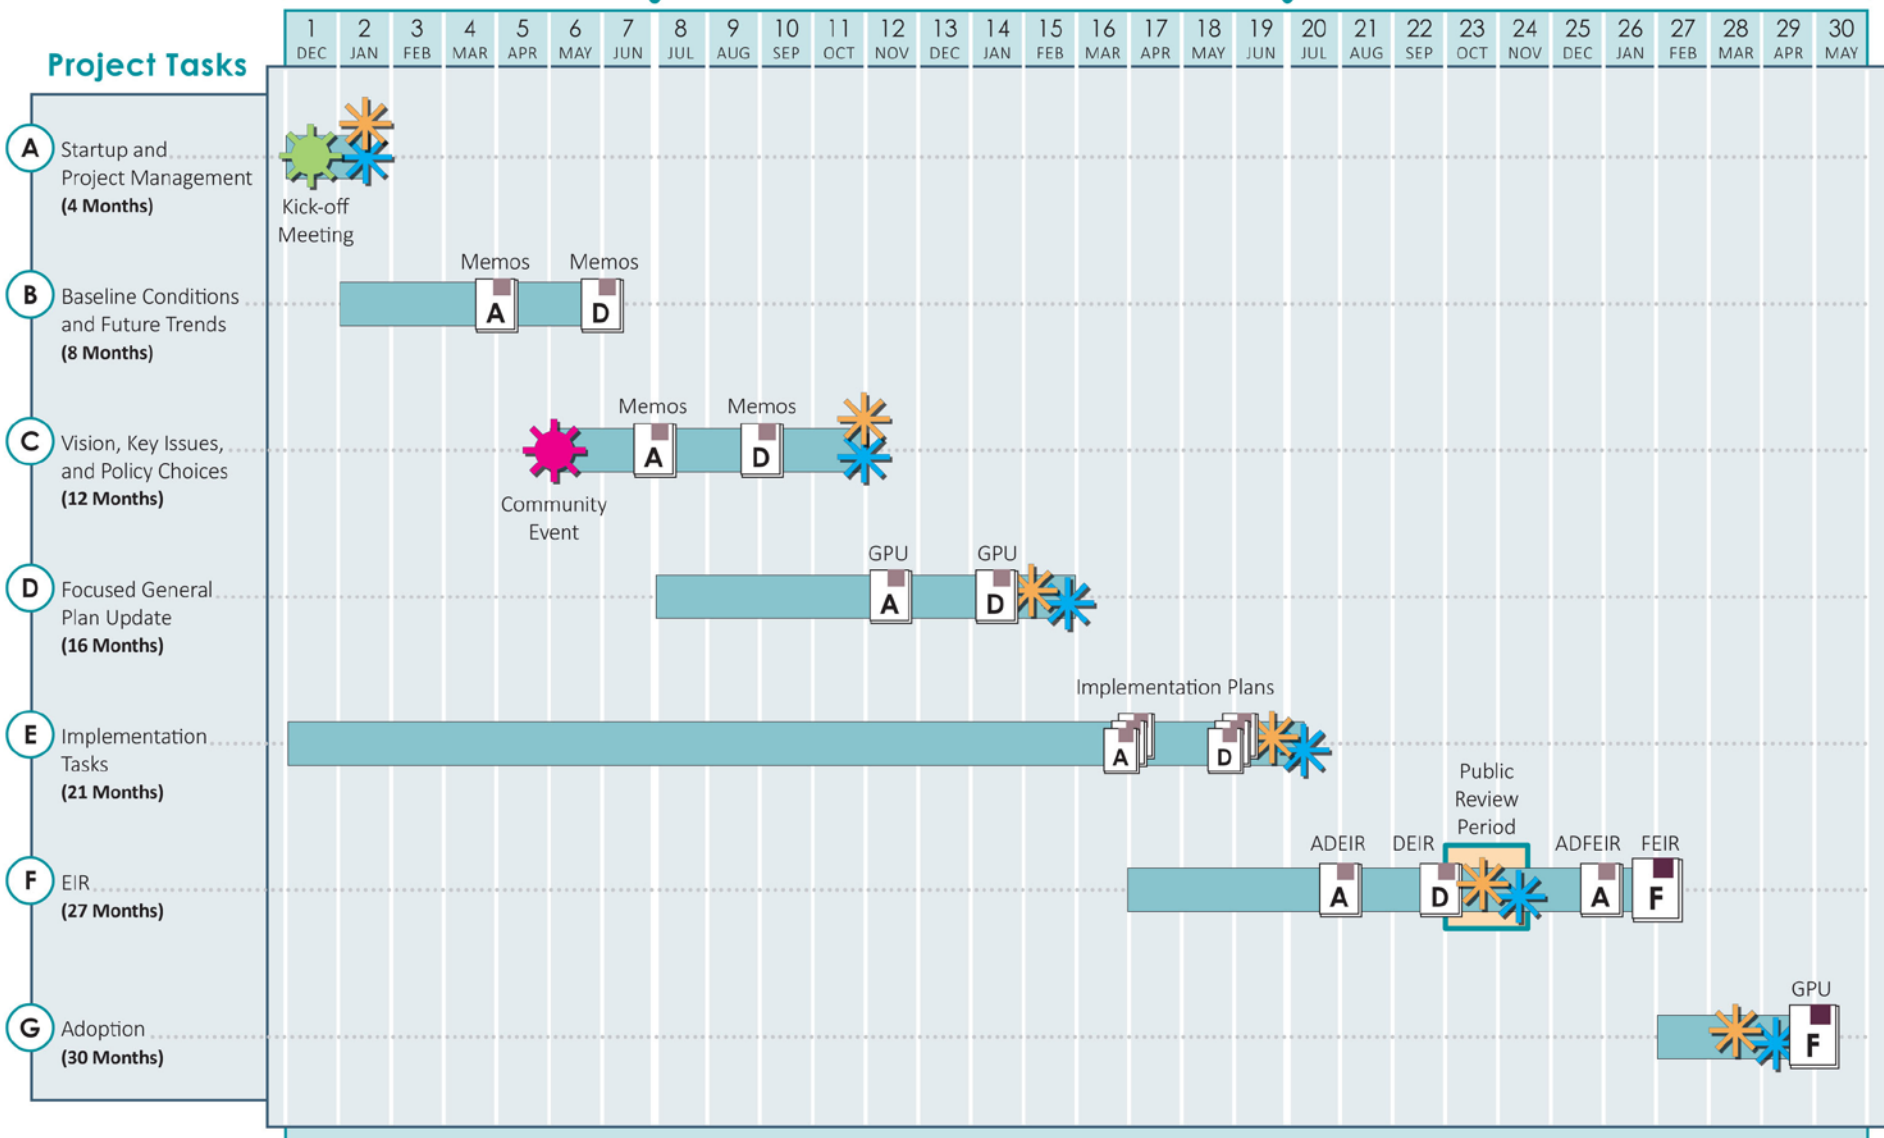 1 2 3 4 5 6 7 8 9 10 11 12 13 14 15 16 17 18 19 20 21 22 23 24 25 26 27 28 29 30
DEC JAN FEB MAR APR MAY JUN JUL AUG SEP OCT NOV DEC JAN FEB MAR APR MAY JUN JUL AUG SEP OCT NOV DEC JAN FEB MAR APR MAY
Project Tasks
A
Startup and
Project Management
(4 Months)
Kick-off
Meeting
B
Baseline Conditions
and Future Trends
(8 Months)
Memos
A
Memos
D
C
Vision, Key Issues,
and Policy Choices
(12 Months)
Community
Event
Memos
A
Memos
D
D
Focused General
Plan Update
(16 Months)
GPU
A
GPU
D
E
Implementation
Tasks
(21 Months)
Implementation Plans
A
D
F
EIR
(27 Months)
ADEIR
A
DEIR
D
Public
Review
Period
ADFEIR
A
FEIR
F
G
Adoption
(30 Months)
GPU
F